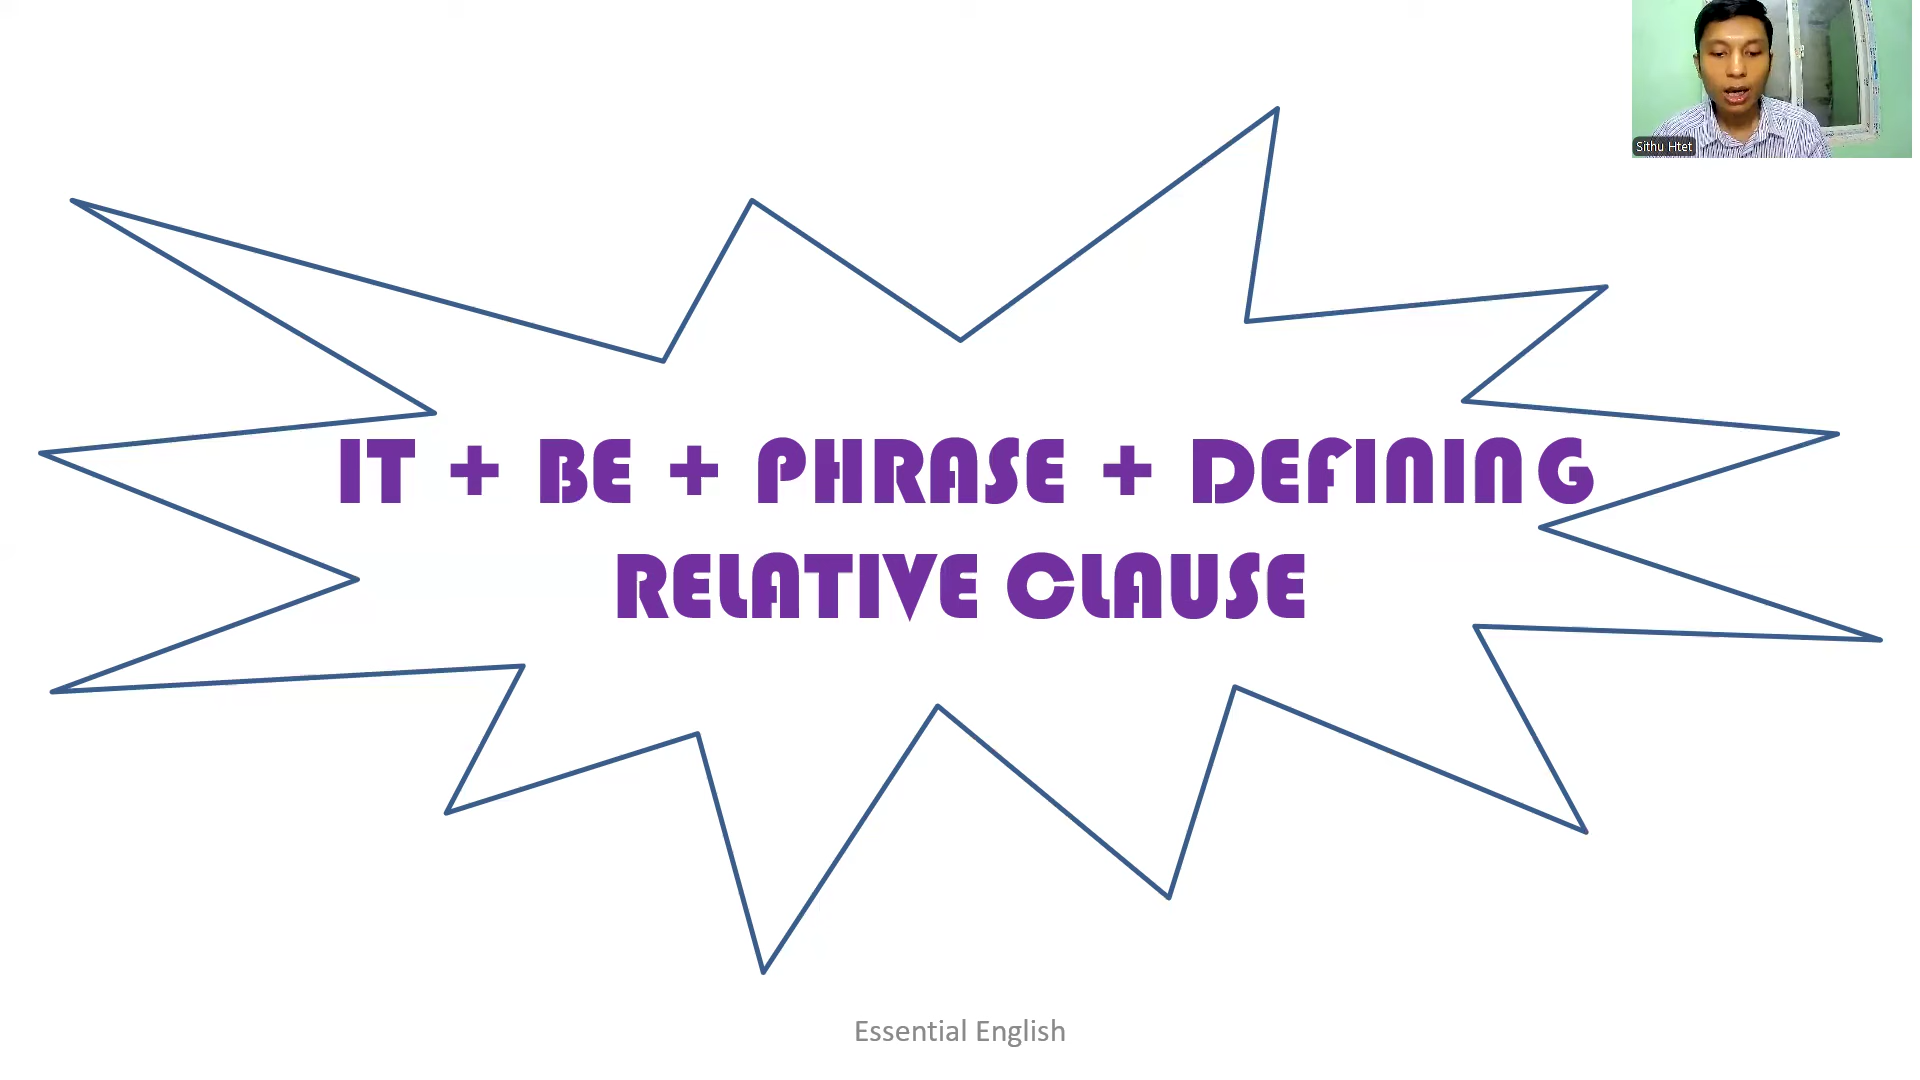 Sithu Htet
IT + BE + PHRASE + DEFINING
RELATIVE CLAUSE
Essential English